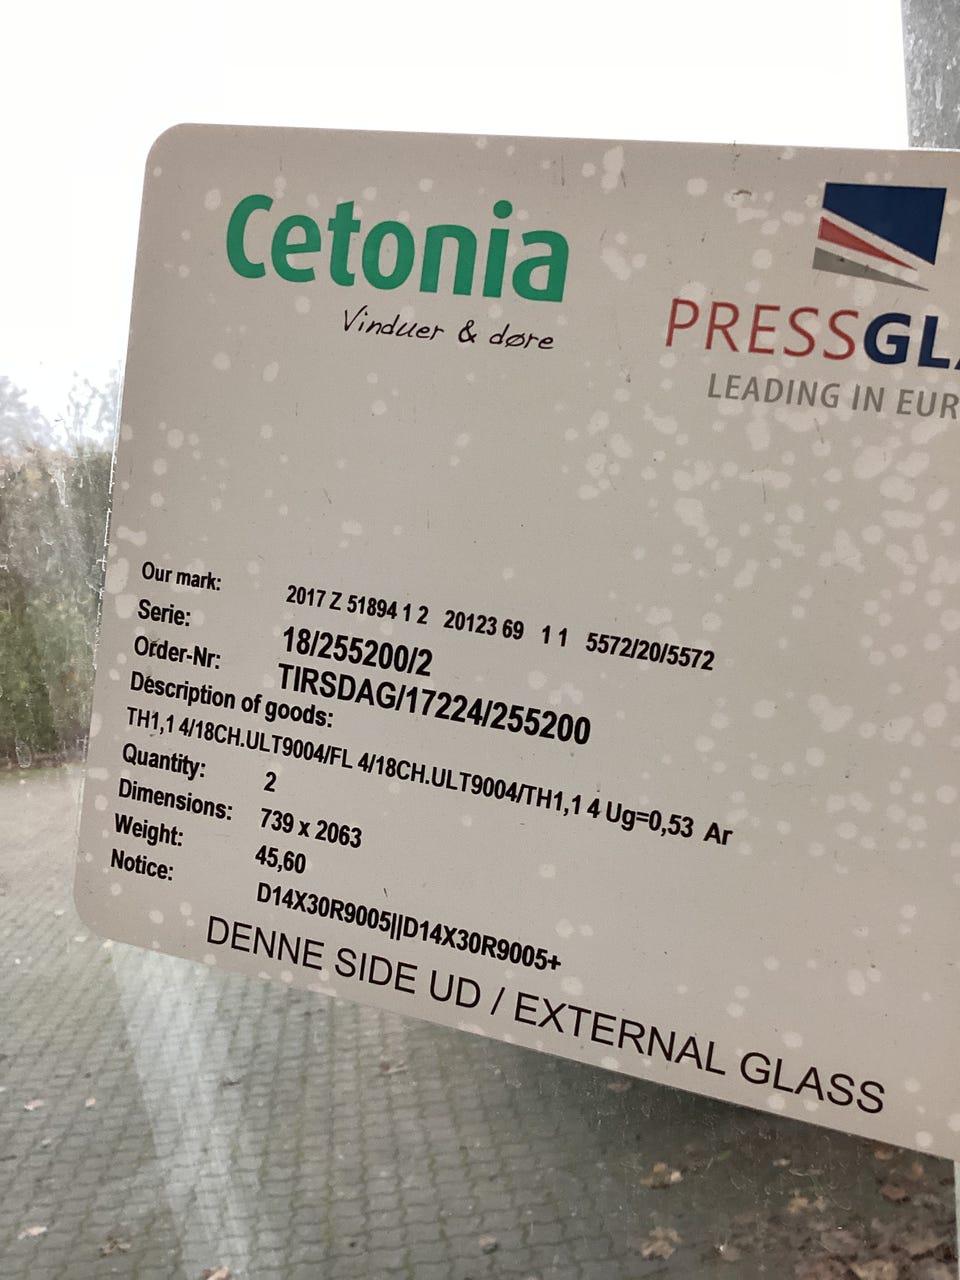 Cetonia
Vinduer & døre
PRESSGLA
LEADING IN EUR
Our mark: 2017 Z 51894 1 2 20123 69 1 1 5572/20/5572
Serie: 18/255200/2
Order-Nr: TIRSDAG/17224/255200
Description of goods:
TH1,1 4/18CH.ULT9004/FL 4/18CH.ULT9004/TH1,1 4 Ug=0,53 Ar
Quantity: 2
Dimensions: 739 x 2063
Weight: 45,60
Notice: D14X30R9005||D14X30R9005+
DENNE SIDE UD / EXTERNAL GLASS